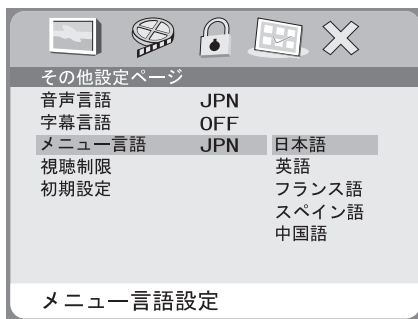 その他設定ページ
音声言語 JPN
字幕言語 OFF
メニュー言語 JPN 日本語
視聴制限 英語
初期設定 フランス語
スペイン語
中国語
メニュー言語設定